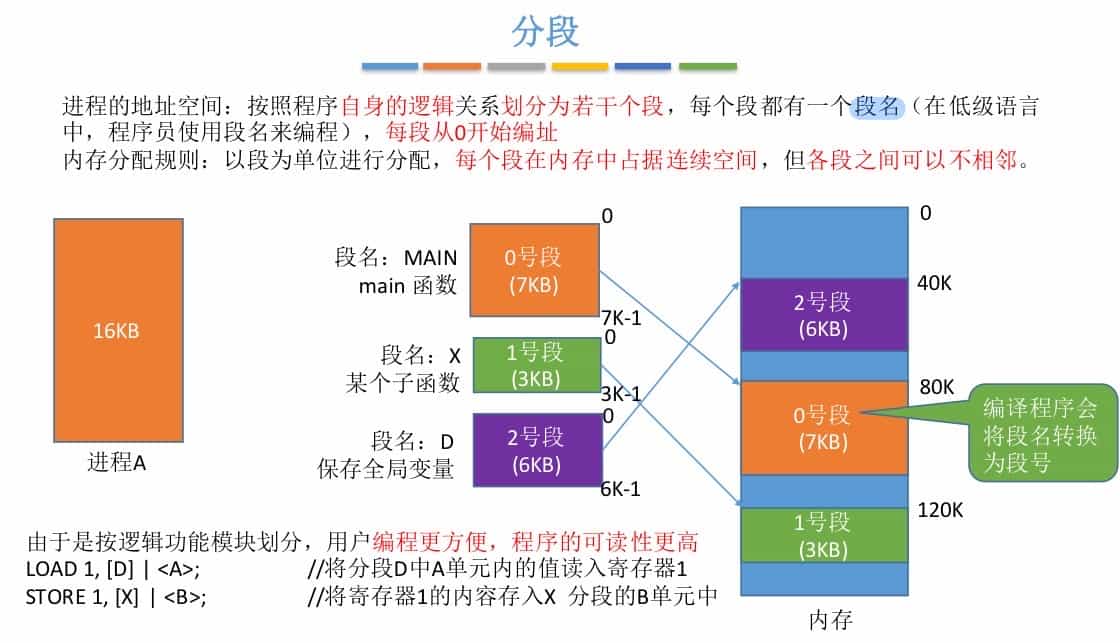 分段
进程的地址空间：按照程序自身的逻辑关系划分为若干个段，每个段都有一个段名（在低级语言
中，程序员使用段名来编程），每段从0开始编址
内存分配规则：以段为单位进行分配，每个段在内存中占据连续空间，但各段之间可以不相邻。
16KB
进程A
段名：MAIN
main 函数
0号段
(7KB)
0
7K-1
段名：X
某个子函数
1号段
(3KB)
0
3K-1
段名：D
保存全局变量
2号段
(6KB)
0
6K-1
0
40K
2号段
(6KB)
80K
0号段
(7KB)
120K
1号段
(3KB)
内存
编译程序会
将段名转换
为段号
由于是按逻辑功能模块划分，用户编程更方便，程序的可读性更高
LOAD 1, [D] | <A>; //将分段D中A单元内的值读入寄存器1
STORE 1, [X] | <B>; //将寄存器1的内容存入X 分段的B单元中